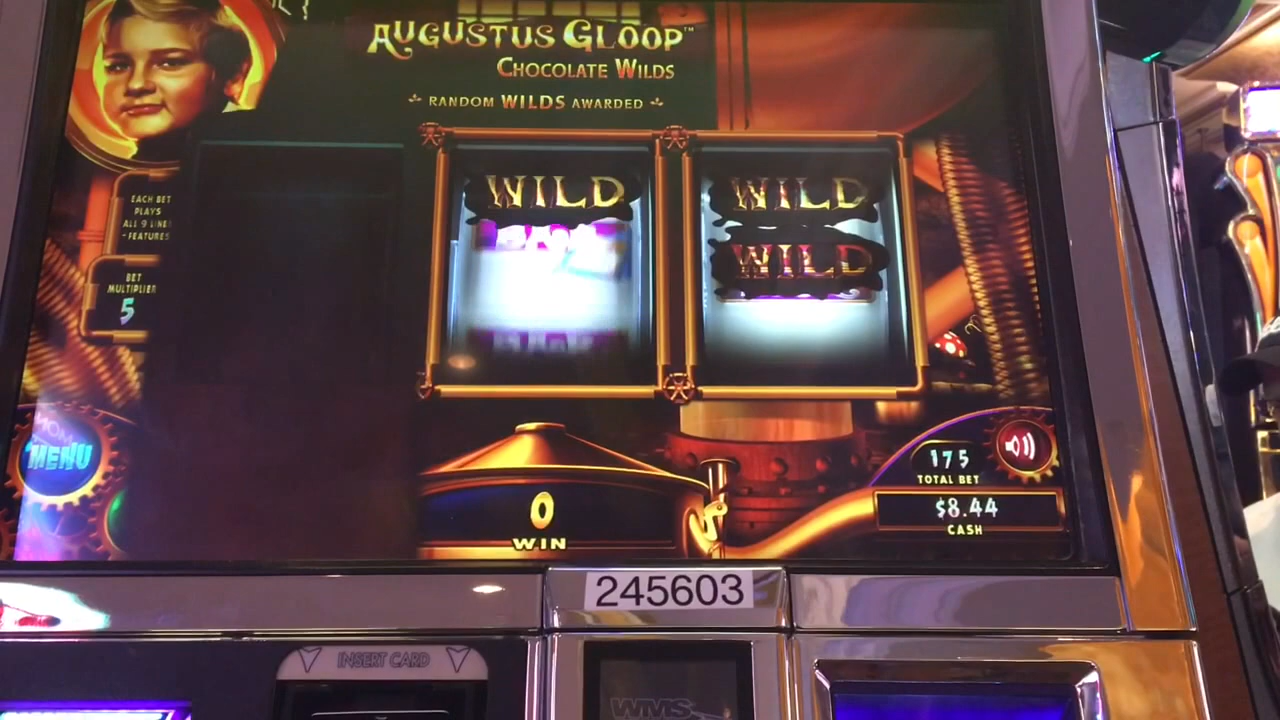 AUGUSTUS GLOOP™
CHOCOLATE WILDS
RANDOM WILDS AWARDED
WILD
WILD
WILD
EACH BET
PLAYS
ALL 9 LINES
+ FEATURES
BET
MULTIPLIER
5
MENU
0
WIN
175
TOTAL BET
$8.44
CASH
245603
INSERT CARD
WMS